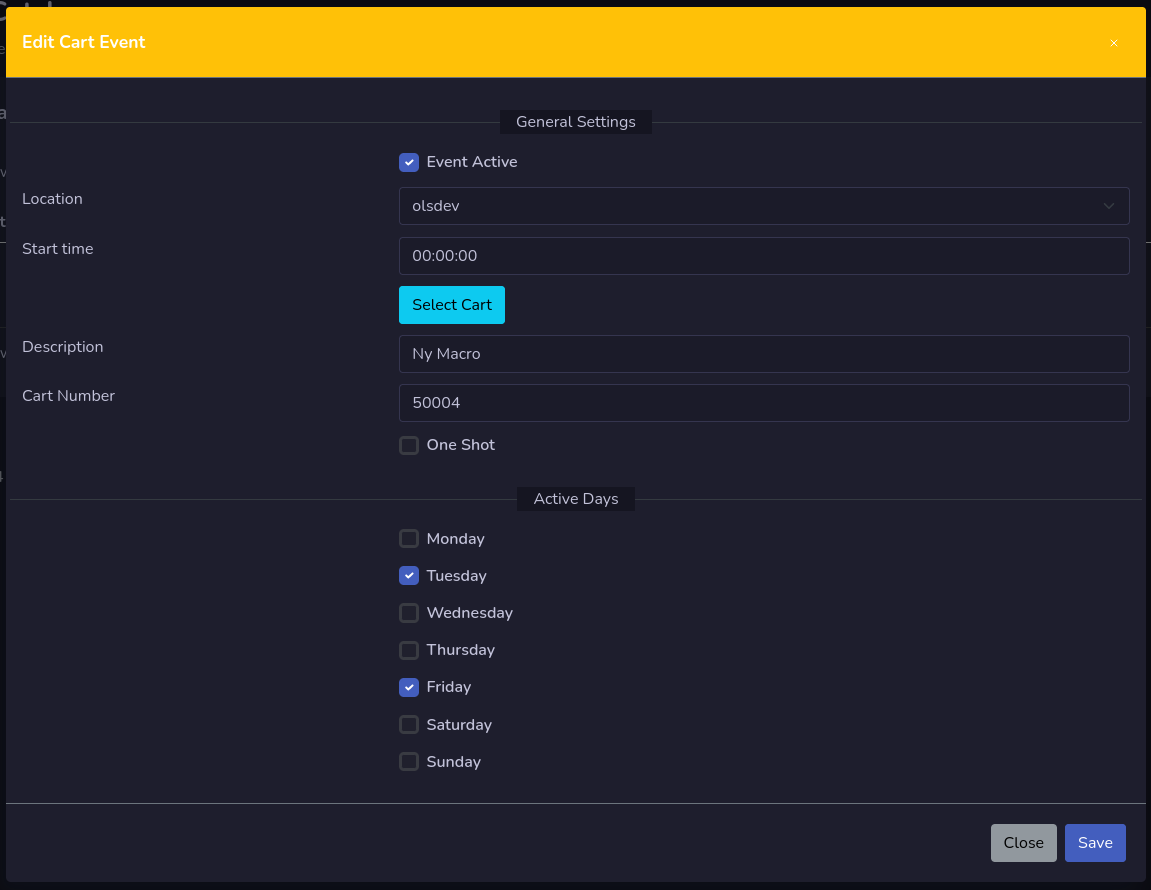 Edit Cart Event
×
General Settings
Event Active
Location
olsdev
Start time
00:00:00
Select Cart
Description
Ny Macro
Cart Number
50004
One Shot
Active Days
Monday
Tuesday
Wednesday
Thursday
Friday
Saturday
Sunday
Close
Save